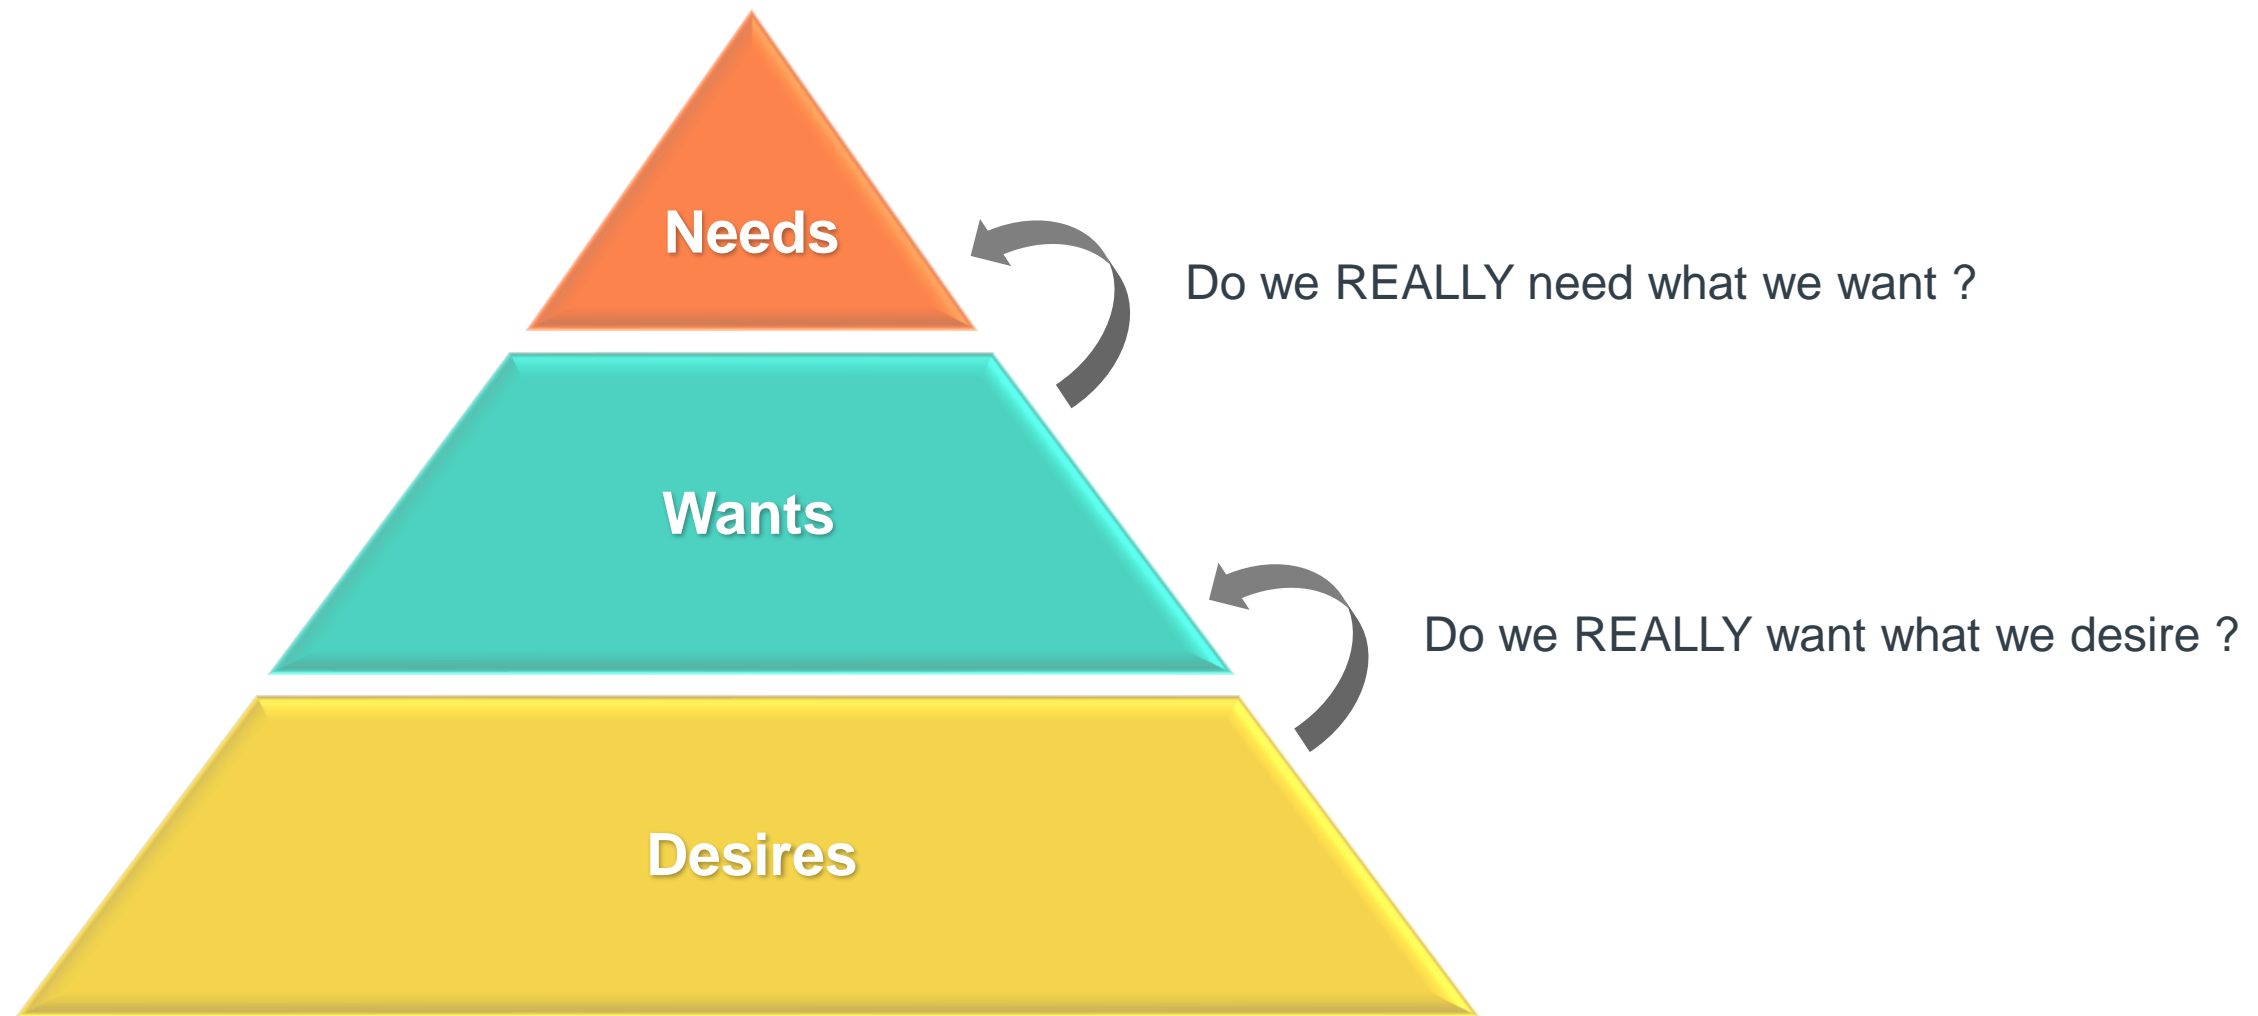 Needs
Do we REALLY need what we want ?
Wants
Do we REALLY want what we desire ?
Desires